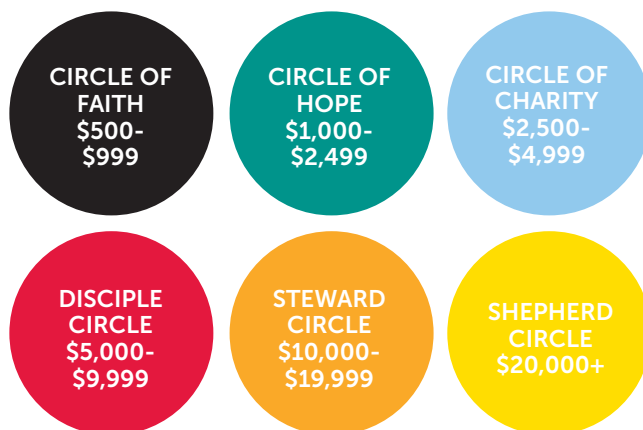 CIRCLE OF
FAITH
$500-
$999
CIRCLE OF
HOPE
$1,000-
$2,499
CIRCLE OF
CHARITY
$2,500-
$4,999
DISCIPLE
CIRCLE
$5,000-
$9,999
STEWARD
CIRCLE
$10,000-
$19,999
SHEPHERD
CIRCLE
$20,000+